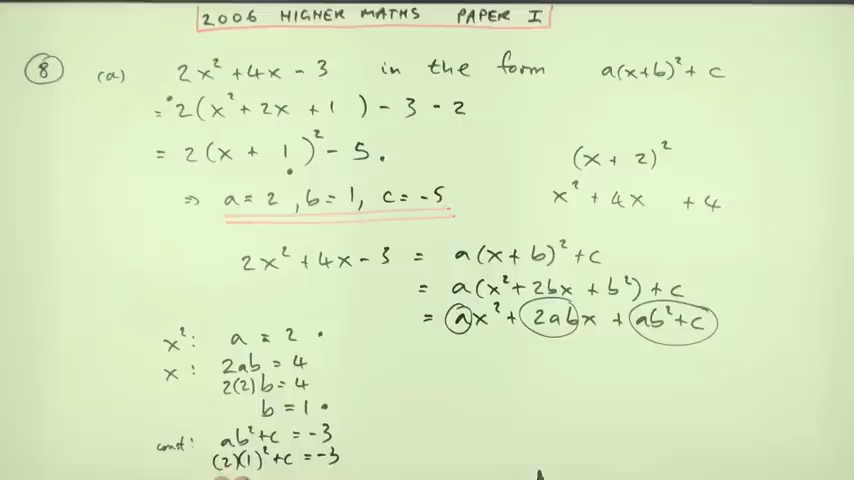 2006 HIGHER MATHS PAPER I
8 (a) 2x² + 4x - 3 in the form a(x+b)² + c
= 2(x² + 2x + 1) - 3 - 2
= 2(x + 1)² - 5.
⇒ a = 2, b = 1, c = -5
(x + 2)²
x² + 4x + 4
2x² + 4x - 3 = a(x + b)² + c
= a(x² + 2bx + b²) + c
= ax² + 2abx + ab² + c
x²: a = 2
x: 2ab = 4
2(2)b = 4
b = 1
const: ab² + c = -3
(2)(1)² + c = -3